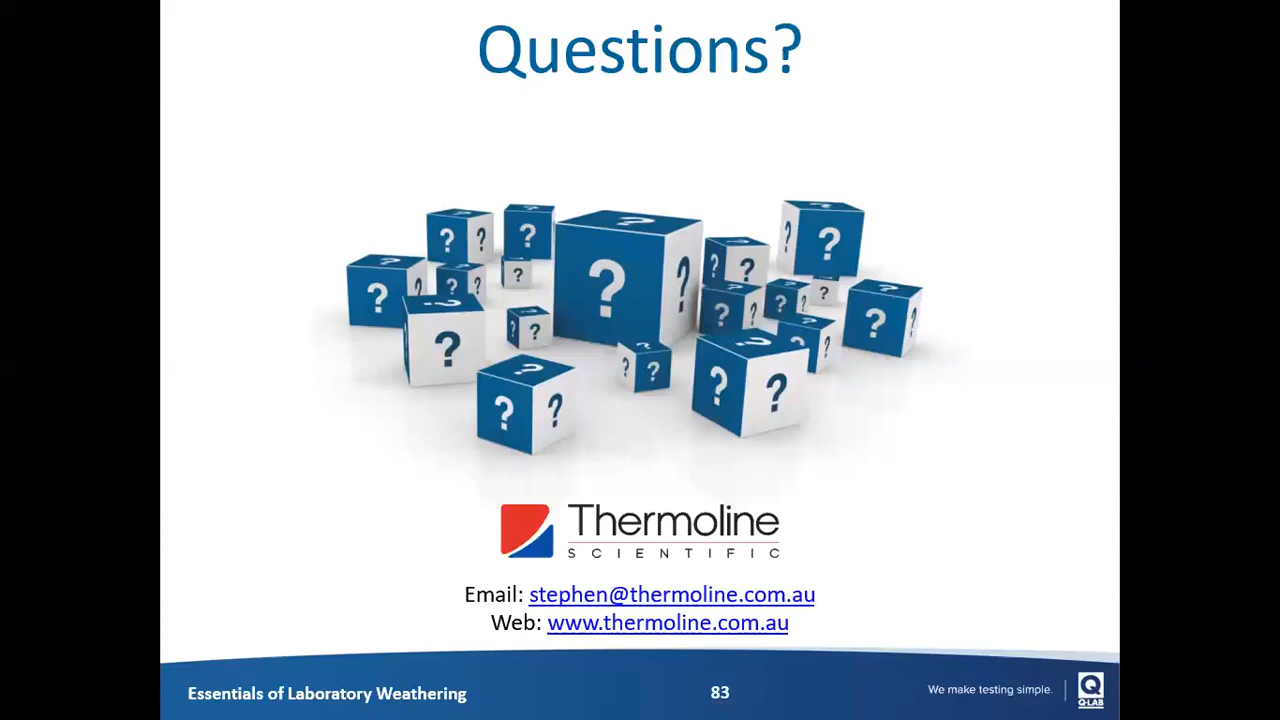 Questions?
Thermoline
SCIENTIFIC
Email: stephen@thermoline.com.au
Web: www.thermoline.com.au
Essentials of Laboratory Weathering
83
We make testing simple.
Q
Q-LAB